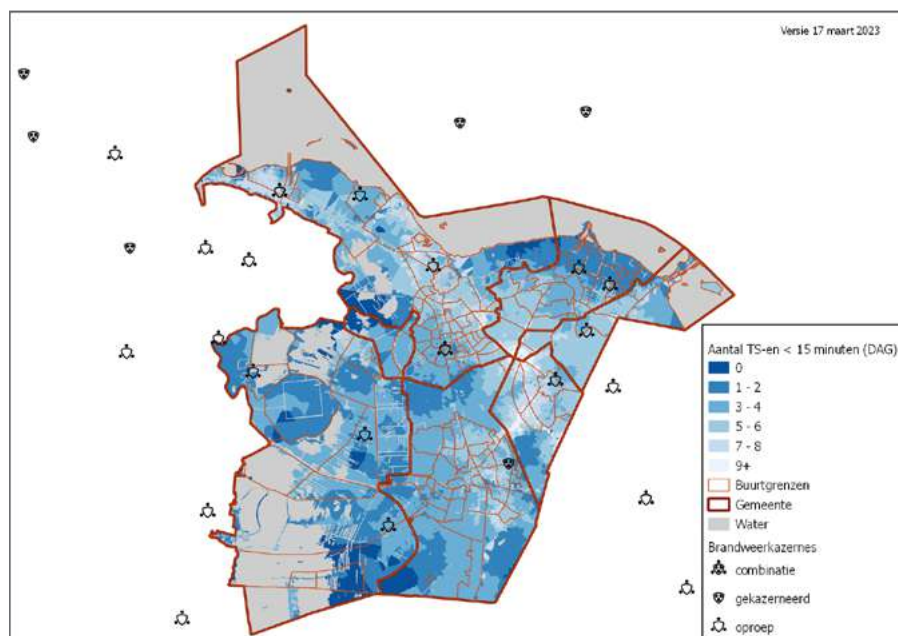 Versie 17 maart 2023
Aantal TS-en < 15 minuten (DAG)
0
1 - 2
3 - 4
5 - 6
7 - 8
9+
Buurtgrenzen
Gemeente
Water
Brandweerkazernes
combinatie
gekazerneerd
oproep